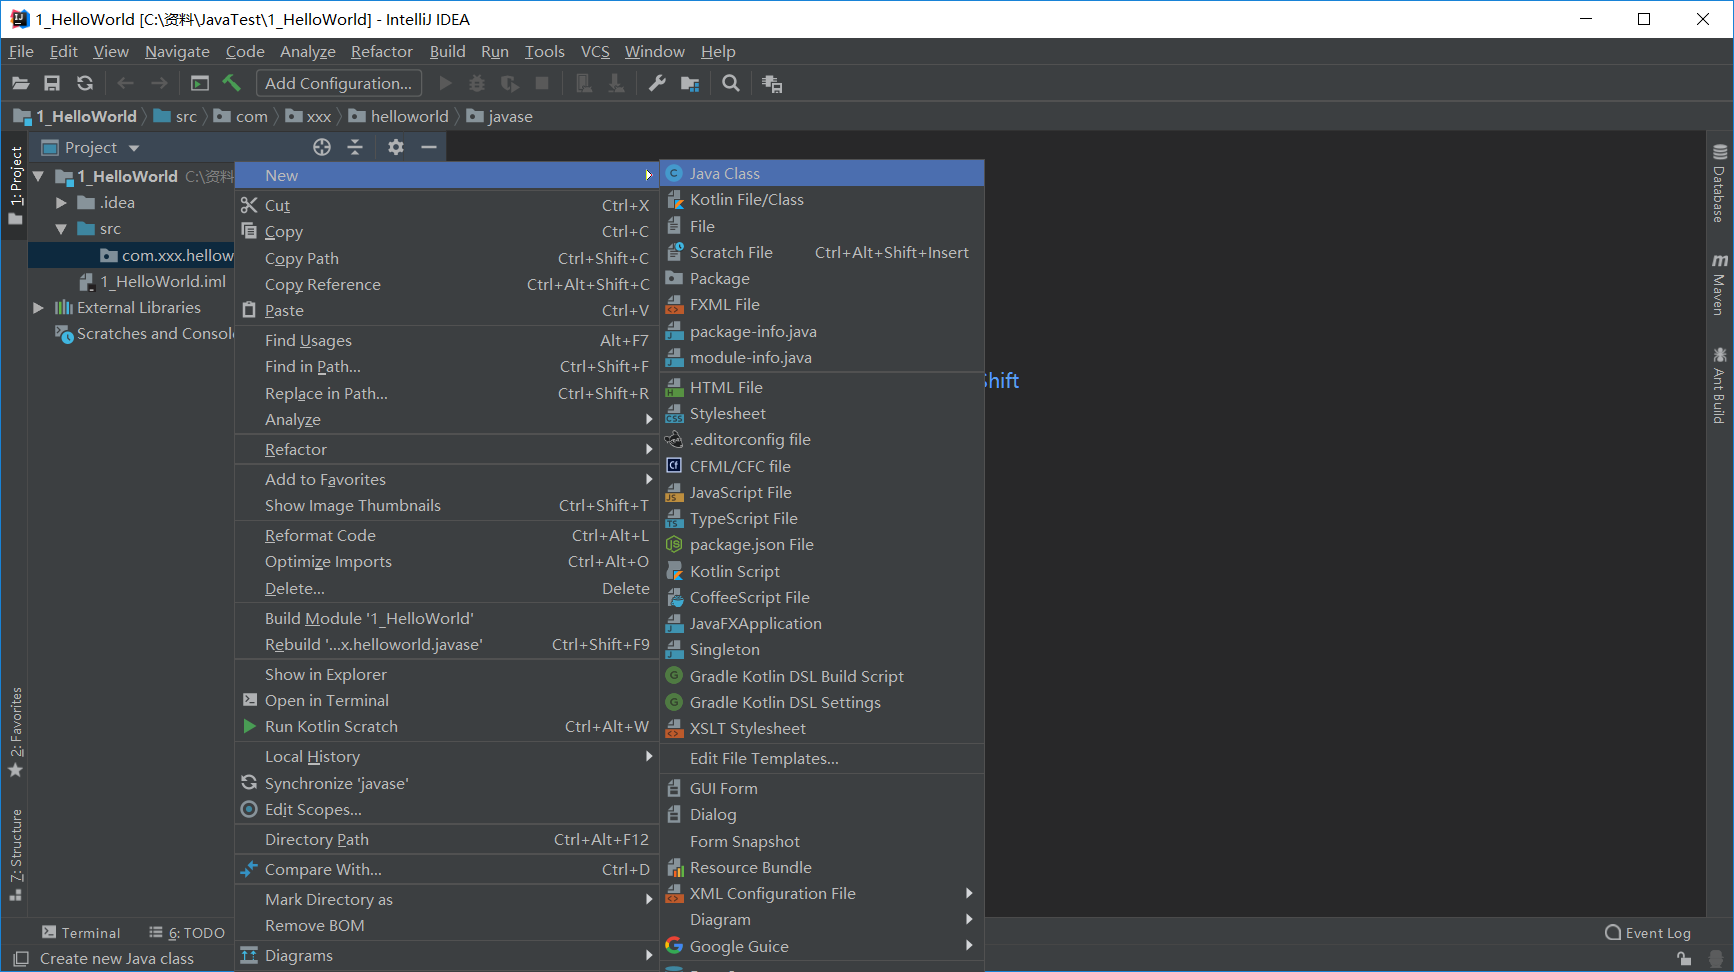 1_HelloWorld [C:\资料\JavaTest\1_HelloWorld] - IntelliJ IDEA
File Edit View Navigate Code Analyze Refactor Build Run Tools VCS Window Help
Add Configuration...
1_HelloWorld src com xxx helloworld javase
Project
1_HelloWorld C:\资料
.idea
src
com.xxx.hellow
1_HelloWorld.iml
External Libraries
Scratches and Consol
1: Project
2: Favorites
7: Structure
New
Cut Ctrl+X
Copy Ctrl+C
Copy Path Ctrl+Shift+C
Copy Reference Ctrl+Alt+Shift+C
Paste Ctrl+V
Find Usages Alt+F7
Find in Path... Ctrl+Shift+F
Replace in Path... Ctrl+Shift+R
Analyze
Refactor
Add to Favorites
Show Image Thumbnails Ctrl+Shift+T
Reformat Code Ctrl+Alt+L
Optimize Imports Ctrl+Alt+O
Delete... Delete
Build Module '1_HelloWorld'
Rebuild '...x.helloworld.javase' Ctrl+Shift+F9
Show in Explorer
Open in Terminal
Run Kotlin Scratch Ctrl+Alt+W
Local History
Synchronize 'javase'
Edit Scopes...
Directory Path Ctrl+Alt+F12
Compare With... Ctrl+D
Mark Directory as
Remove BOM
Diagrams
Java Class
Kotlin File/Class
File
Scratch File Ctrl+Alt+Shift+Insert
Package
FXML File
package-info.java
module-info.java
HTML File
Stylesheet
.editorconfig file
CFML/CFC file
JavaScript File
TypeScript File
package.json File
Kotlin Script
CoffeeScript File
JavaFXApplication
Singleton
Gradle Kotlin DSL Build Script
Gradle Kotlin DSL Settings
XSLT Stylesheet
Edit File Templates...
GUI Form
Dialog
Form Snapshot
Resource Bundle
XML Configuration File
Diagram
Google Guice
Shift
Database
Maven
Ant Build
Terminal 6: TODO Event Log
Create new Java class